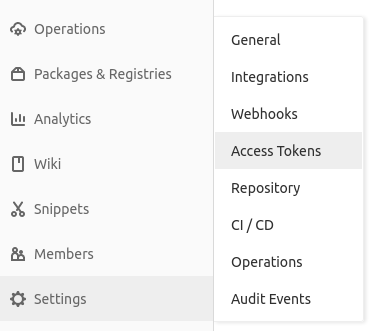 Operations
Packages & Registries
Analytics
Wiki
Snippets
Members
Settings
General
Integrations
Webhooks
Access Tokens
Repository
CI / CD
Operations
Audit Events